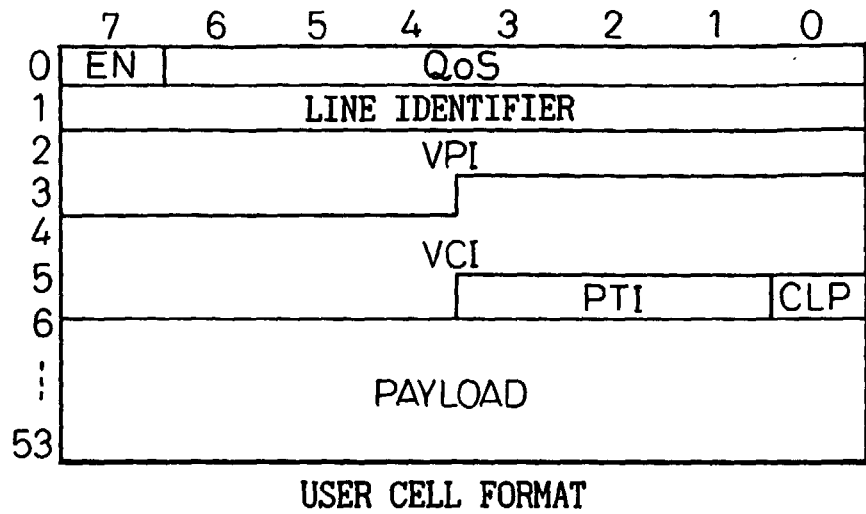 7 6 5 4 3 2 1 0
0 EN QoS
1 LINE IDENTIFIER
2 VPI
3
4
VCI
5 PTI CLP
6
PAYLOAD
53
USER CELL FORMAT